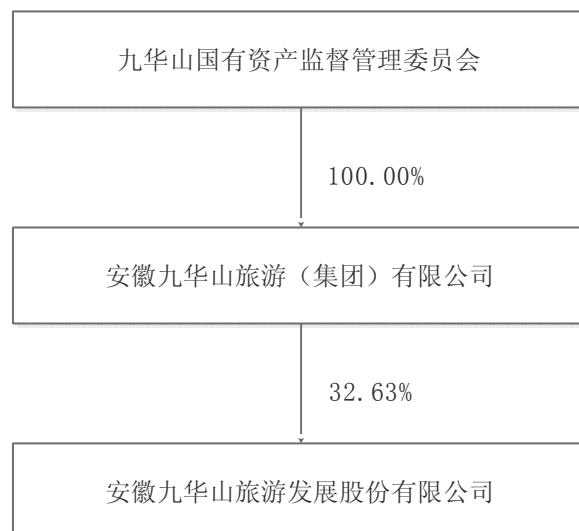 九华山国有资产监督管理委员会
100.00%
安徽九华山旅游（集团）有限公司
32.63%
安徽九华山旅游发展股份有限公司